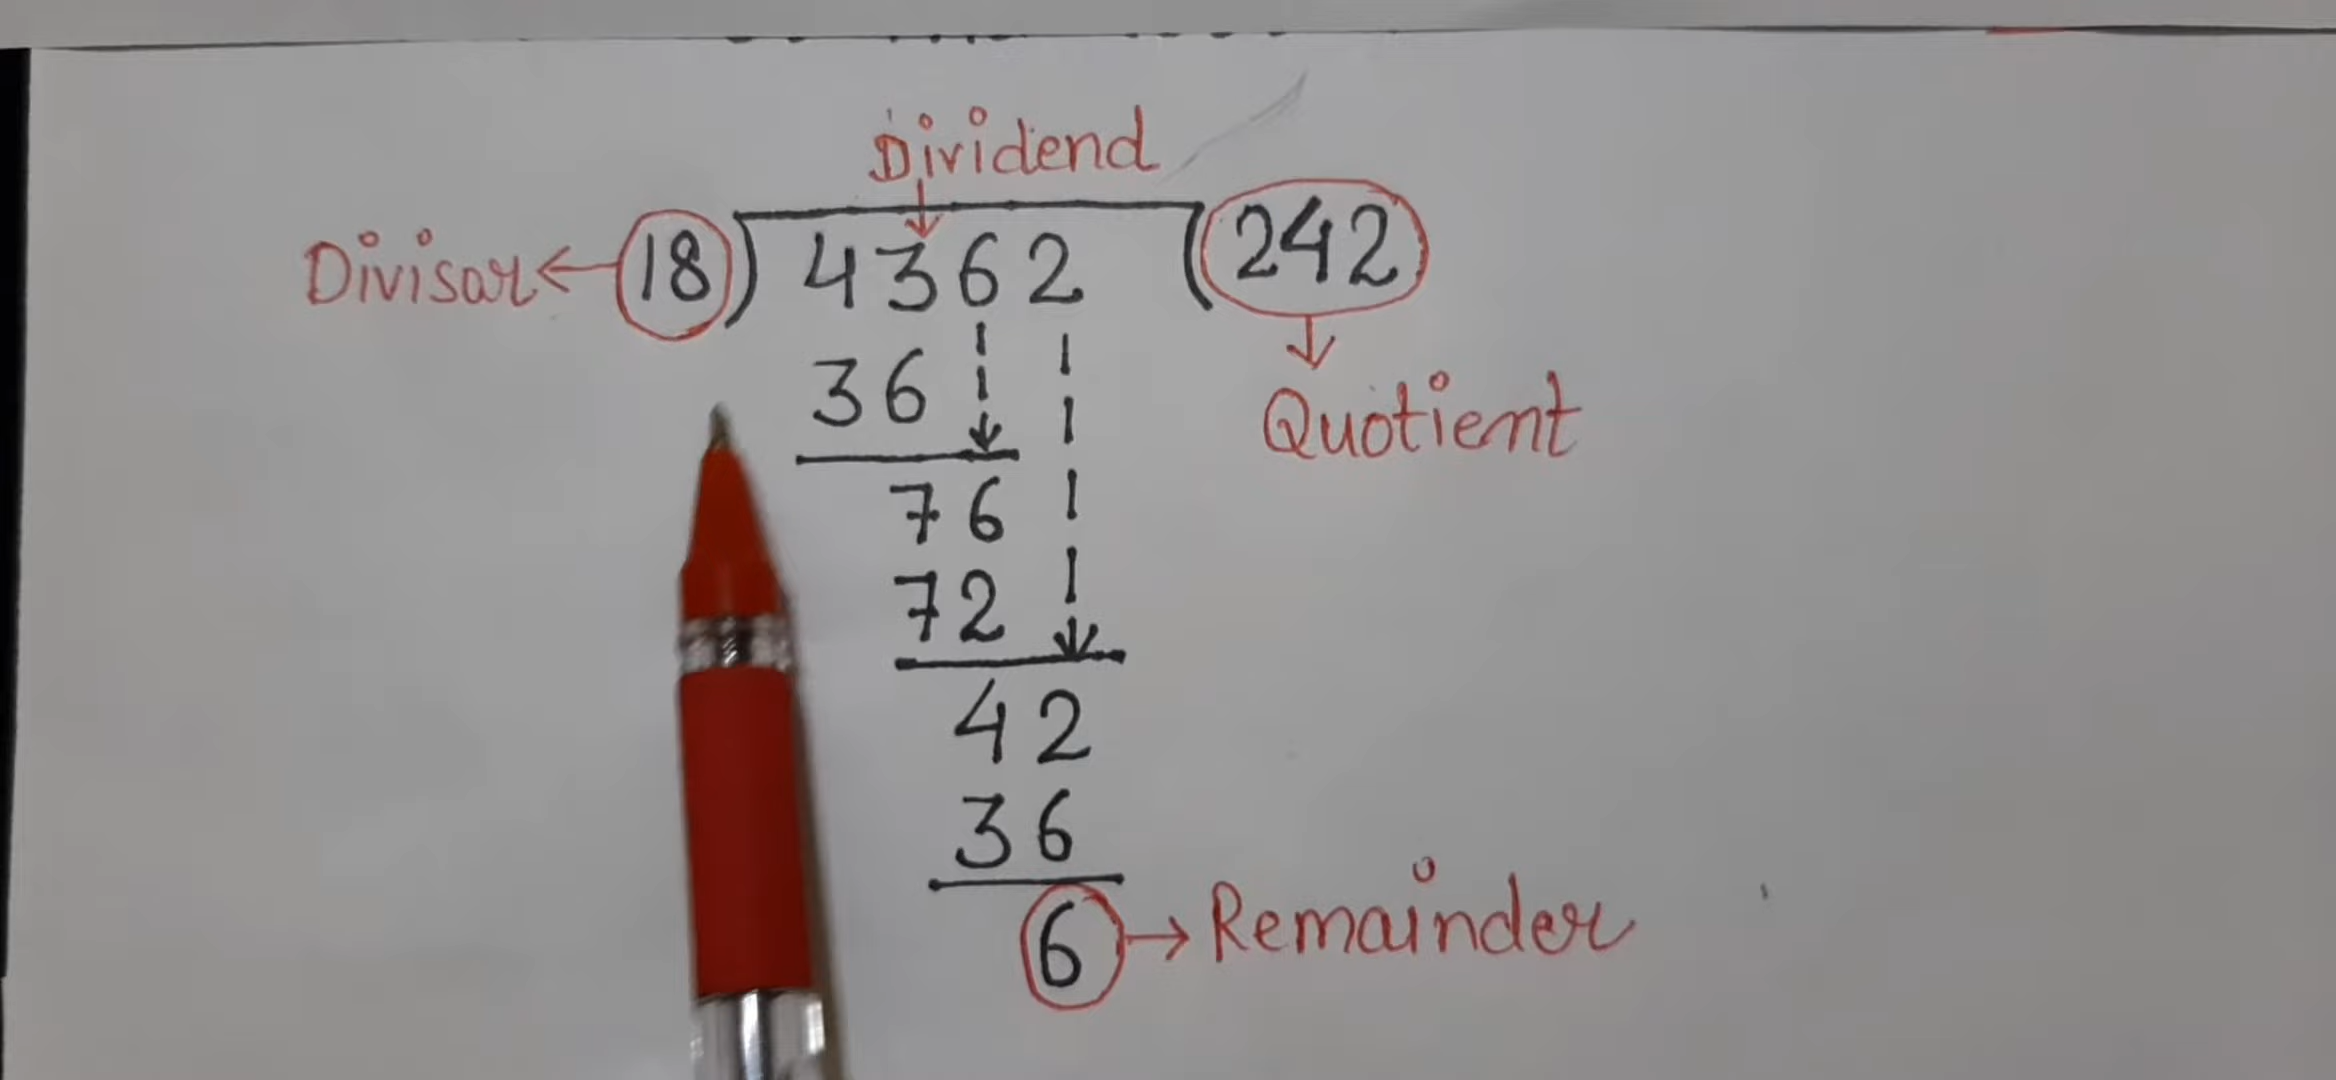 Dividend
Divisor ← 18 ) 4362 ( 242
36
Quotient
76
72
42
36
6 → Remainder